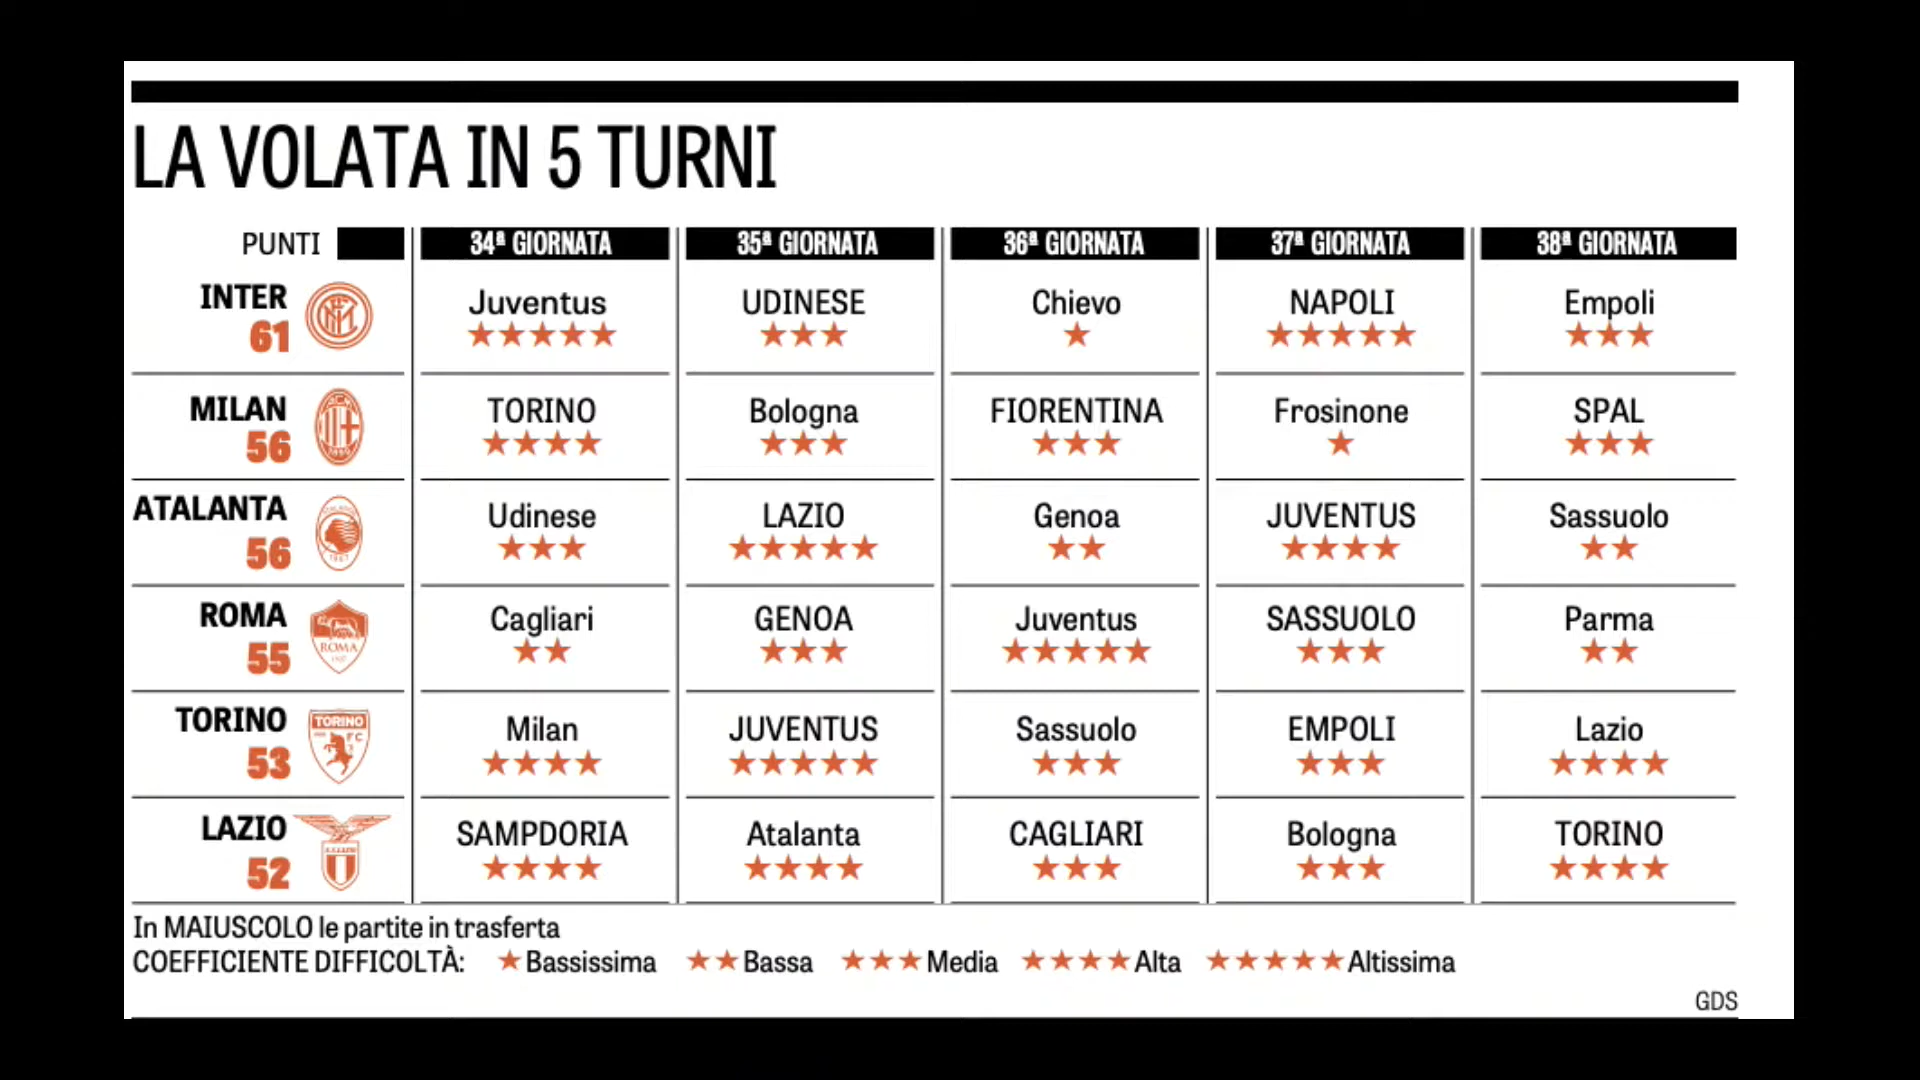 LA VOLATA IN 5 TURNI
PUNTI 34ª GIORNATA 35ª GIORNATA 36ª GIORNATA 37ª GIORNATA 38ª GIORNATA
INTER Juventus UDINESE Chievo NAPOLI Empoli
61
MILAN TORINO Bologna FIORENTINA Frosinone SPAL
56
ATALANTA Udinese LAZIO Genoa JUVENTUS Sassuolo
56
ROMA Cagliari GENOA Juventus SASSUOLO Parma
55
ROMA
TORINO Milan JUVENTUS Sassuolo EMPOLI Lazio
53
TORINO
FC
LAZIO SAMPDORIA Atalanta CAGLIARI Bologna TORINO
52
In MAIUSCOLO le partite in trasferta
COEFFICIENTE DIFFICOLTÀ: ★Bassissima ★★Bassa ★★★Media ★★★★Alta ★★★★★Altissima
GDS